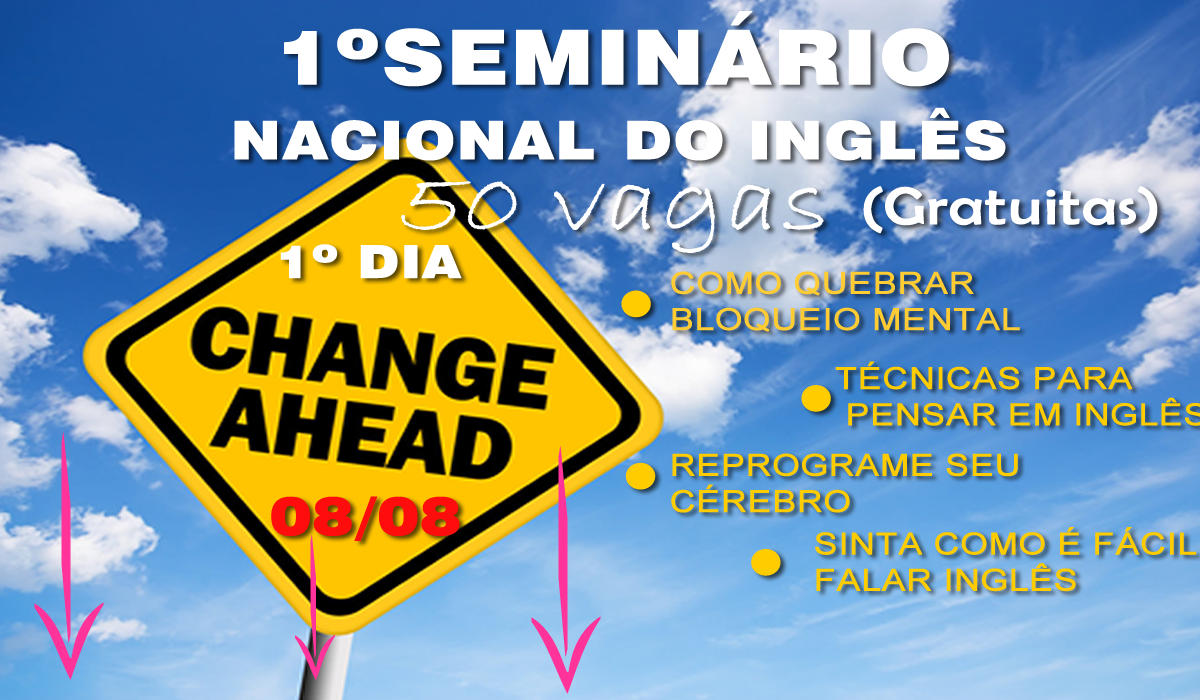 1ºSEMINÁRIO
NACIONAL DO INGLÊS
50 vagas (Gratuitas)
1º DIA
CHANGE
AHEAD
08/08
COMO QUEBRAR
BLOQUEIO MENTAL
TÉCNICAS PARA
PENSAR EM INGLÊS
REPROGRAME SEU
CÉREBRO
SINTA COMO É FÁCIL
FALAR INGLÊS